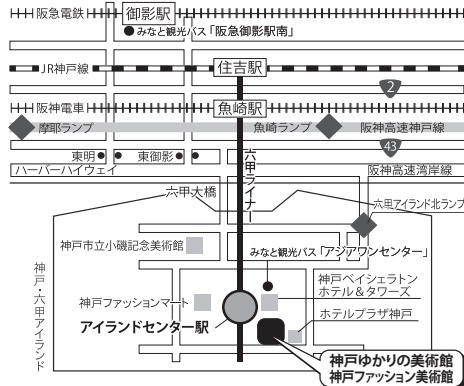 阪急電鉄
御影駅
みなと観光バス「阪急御影駅南」
JR神戸線
住吉駅
2
阪神電車
魚崎駅
摩耶ランプ
魚崎ランプ
阪神高速神戸線
43
東明
東御影
六甲ライナー
ハーバーハイウェイ
阪神高速湾岸線
六甲大橋
六甲アイランド北ランプ
神戸市立小磯記念美術館
みなと観光バス「アジアワンセンター」
神戸・六甲アイランド
神戸ファッションマート
神戸ベイシェラトン
ホテル&タワーズ
アイランドセンター駅
ホテルプラザ神戸
神戸ゆかりの美術館
神戸ファッション美術館